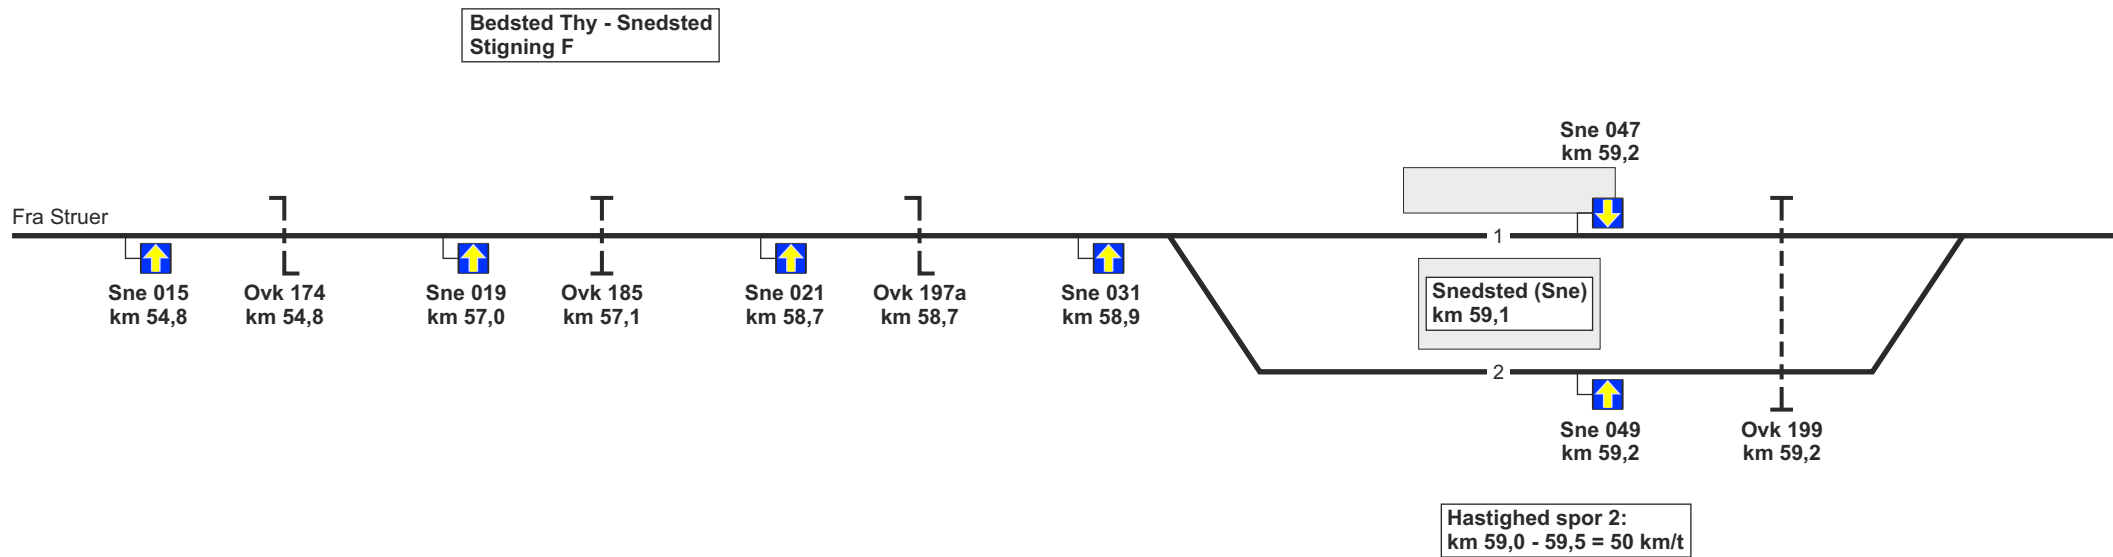 Bedsted Thy - Snedsted
Stigning F
Sne 047
km 59,2
Fra Struer
1
Sne 015
km 54,8
Ovk 174
km 54,8
Sne 019
km 57,0
Ovk 185
km 57,1
Sne 021
km 58,7
Ovk 197a
km 58,7
Sne 031
km 58,9
Snedsted (Sne)
km 59,1
2
Sne 049
km 59,2
Ovk 199
km 59,2
Hastighed spor 2:
km 59,0 - 59,5 = 50 km/t